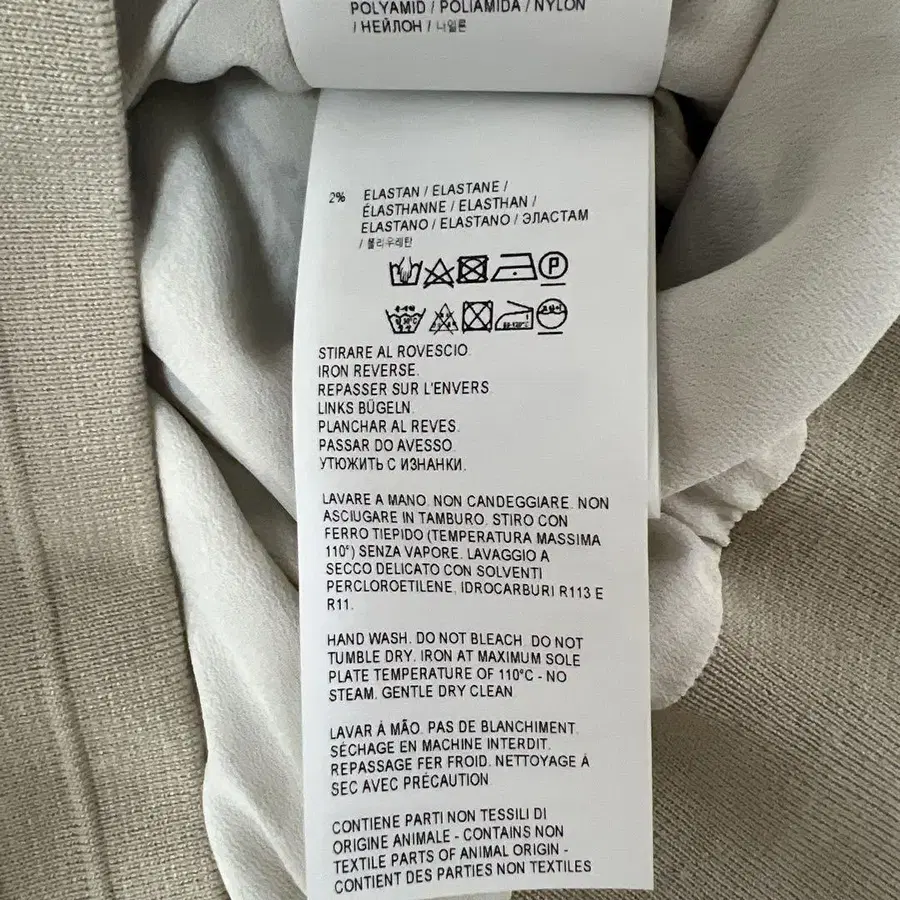 POLYAMID / POLIAMIDA / NYLON
/ НЕЙЛОН / 나일론
2% ELASTAN / ELASTANE /
ÉLASTHANNE / ELASTHAN /
ELASTANO / ELASTANO / ЭЛАСТАМ
/ 폴리우레탄
P
STIRARE AL ROVESCIO.
IRON REVERSE.
REPASSER SUR L'ENVERS.
LINKS BÜGELN.
PLANCHAR AL REVES.
PASSAR DO AVESSO.
УТЮЖИТЬ С ИЗНАНКИ.
LAVARE A MANO. NON CANDEGGIARE. NON
ASCIUGARE IN TAMBURO. STIRO CON
FERRO TIEPIDO (TEMPERATURA MASSIMA
110°) SENZA VAPORE. LAVAGGIO A
SECCO DELICATO CON SOLVENTI
PERCLOROETILENE, IDROCARBURI R113 E
R11.
HAND WASH. DO NOT BLEACH. DO NOT
TUMBLE DRY. IRON AT MAXIMUM SOLE
PLATE TEMPERATURE OF 110°C - NO
STEAM. GENTLE DRY CLEAN
LAVAR À MÃO. PAS DE BLANCHIMENT.
SÉCHAGE EN MACHINE INTERDIT.
REPASSAGE FER FROID. NETTOYAGE À
SEC AVEC PRÉCAUTION.
CONTIENE PARTI NON TESSILI DI
ORIGINE ANIMALE - CONTAINS NON
TEXTILE PARTS OF ANIMAL ORIGIN -
CONTIENT DES PARTIES NON TEXTILES